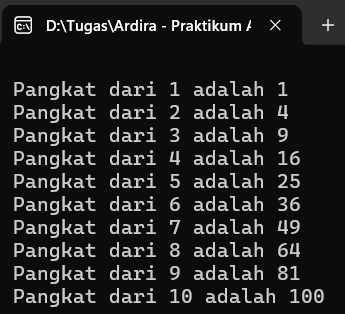 D:\Tugas\Ardira - Praktikum
Pangkat dari 1 adalah 1
Pangkat dari 2 adalah 4
Pangkat dari 3 adalah 9
Pangkat dari 4 adalah 16
Pangkat dari 5 adalah 25
Pangkat dari 6 adalah 36
Pangkat dari 7 adalah 49
Pangkat dari 8 adalah 64
Pangkat dari 9 adalah 81
Pangkat dari 10 adalah 100